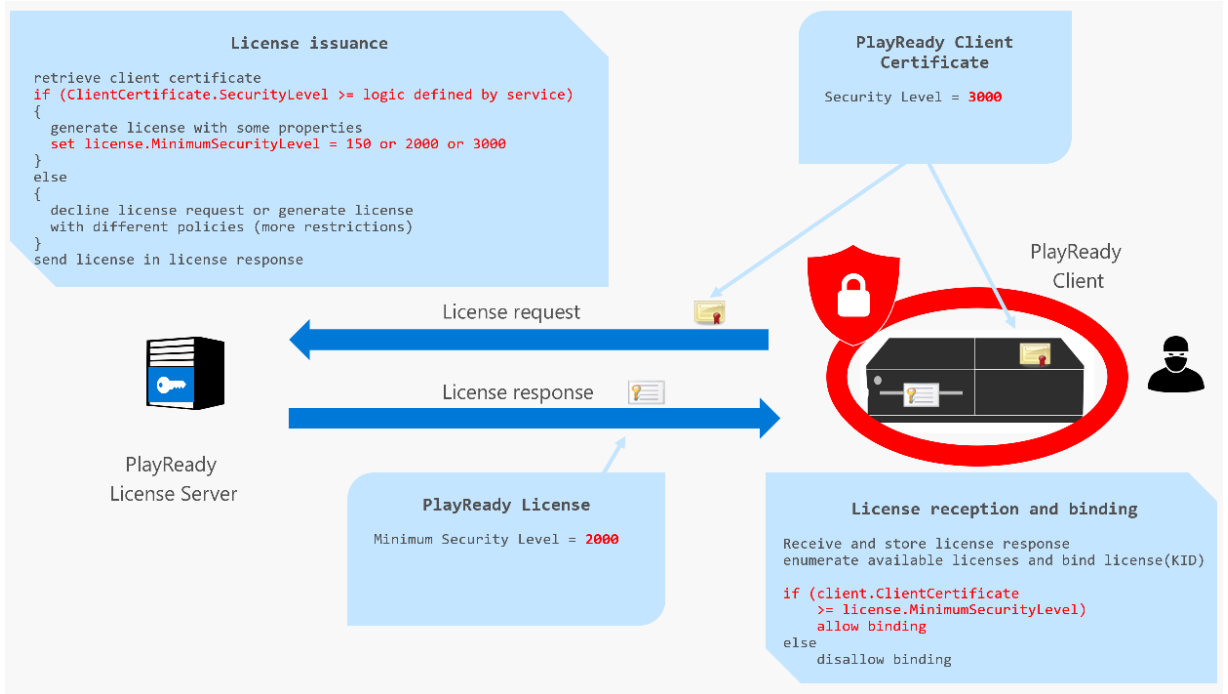 License issuance
retrieve client certificate
if (ClientCertificate.SecurityLevel >= logic defined by service)
{
generate license with some properties
set license.MinimumSecurityLevel = 150 or 2000 or 3000
}
else
{
decline license request or generate license
with different policies (more restrictions)
}
send license in license response
PlayReady Client
Certificate
Security Level = 3000
PlayReady
Client
License request
License response
PlayReady
License Server
PlayReady License
Minimum Security Level = 2000
License reception and binding
Receive and store license response
enumerate available licenses and bind license(KID)
if (client.ClientCertificate
>= license.MinimumSecurityLevel)
allow binding
else
disallow binding